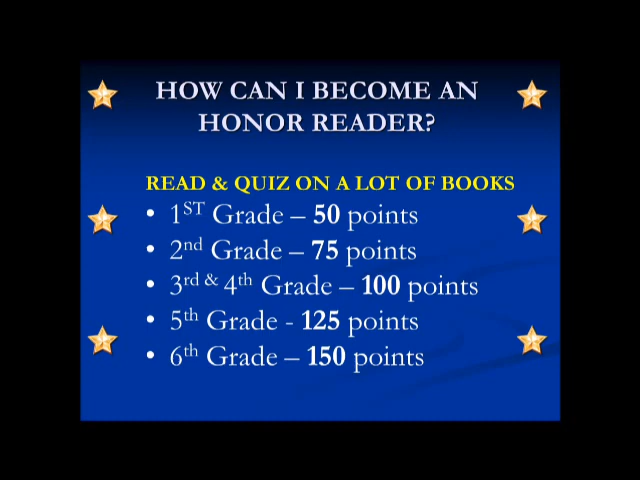 HOW CAN I BECOME AN
HONOR READER?
READ & QUIZ ON A LOT OF BOOKS
• 1ST Grade – 50 points
• 2nd Grade – 75 points
• 3rd & 4th Grade – 100 points
• 5th Grade - 125 points
• 6th Grade – 150 points